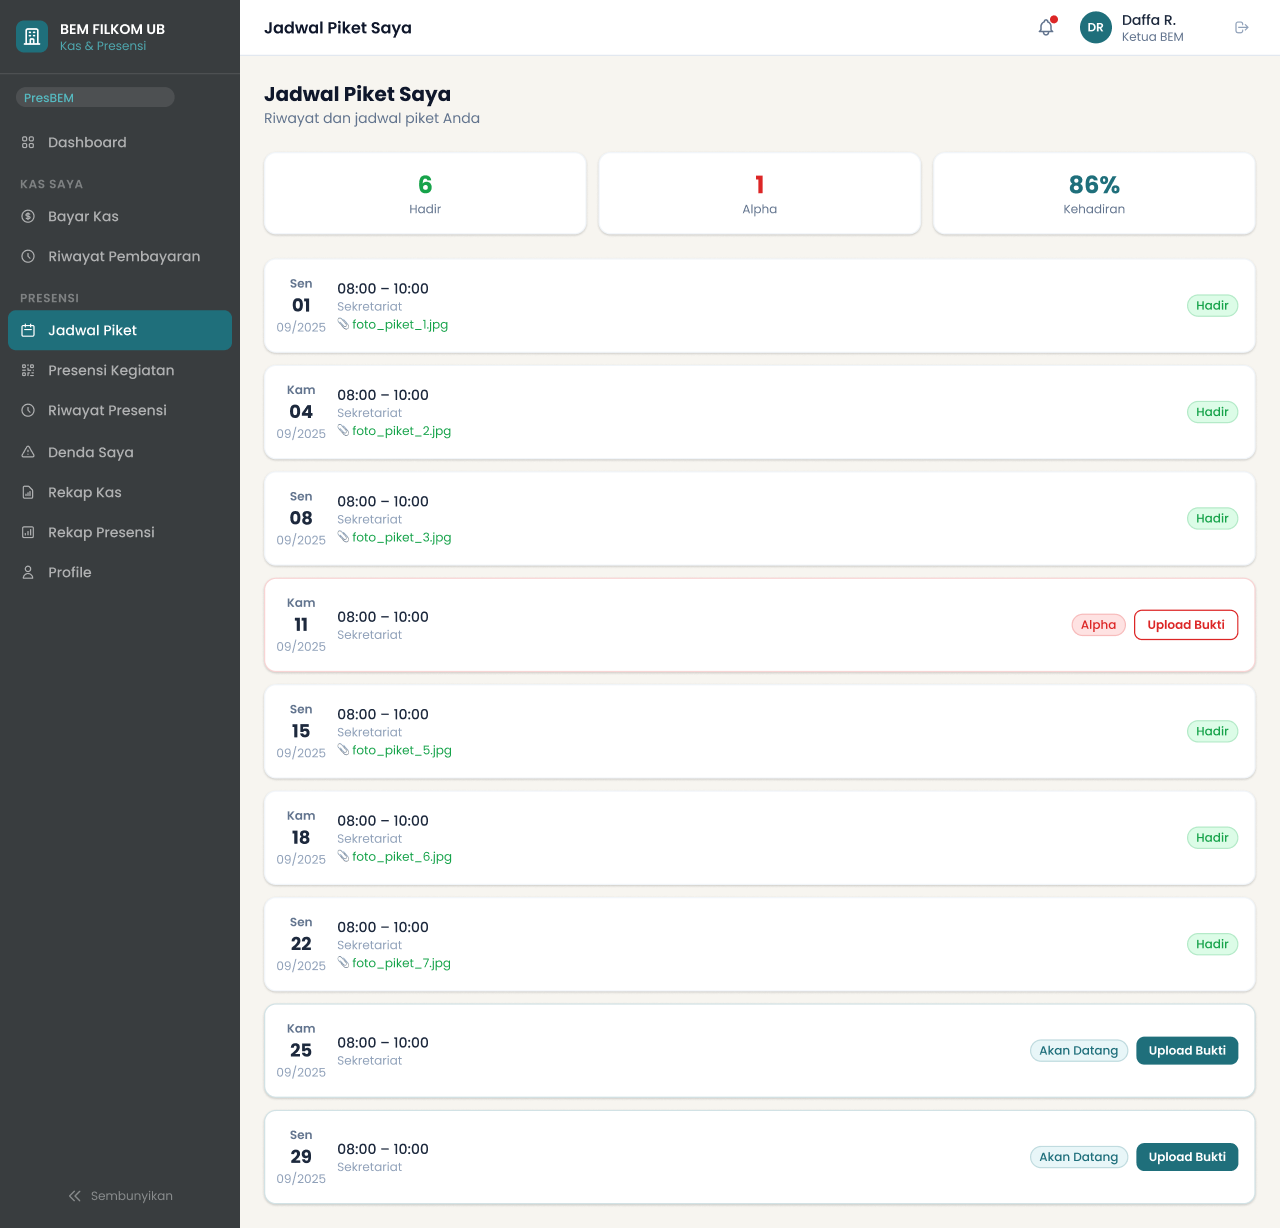 BEM FILKOM UB
Kas & Presensi
PresBEM
Dashboard
KAS SAYA
Bayar Kas
Riwayat Pembayaran
PRESENSI
Jadwal Piket
Presensi Kegiatan
Riwayat Presensi
Denda Saya
Rekap Kas
Rekap Presensi
Profile
Sembunyikan
Jadwal Piket Saya
DR
Daffa R.
Ketua BEM
Jadwal Piket Saya
Riwayat dan jadwal piket Anda
6
Hadir
1
Alpha
86%
Kehadiran
Sen
01
09/2025
08:00 – 10:00
Sekretariat
foto_piket_1.jpg
Hadir
Kam
04
09/2025
08:00 – 10:00
Sekretariat
foto_piket_2.jpg
Hadir
Sen
08
09/2025
08:00 – 10:00
Sekretariat
foto_piket_3.jpg
Hadir
Kam
11
09/2025
08:00 – 10:00
Sekretariat
Alpha
Upload Bukti
Sen
15
09/2025
08:00 – 10:00
Sekretariat
foto_piket_5.jpg
Hadir
Kam
18
09/2025
08:00 – 10:00
Sekretariat
foto_piket_6.jpg
Hadir
Sen
22
09/2025
08:00 – 10:00
Sekretariat
foto_piket_7.jpg
Hadir
Kam
25
09/2025
08:00 – 10:00
Sekretariat
Akan Datang
Upload Bukti
Sen
29
09/2025
08:00 – 10:00
Sekretariat
Akan Datang
Upload Bukti